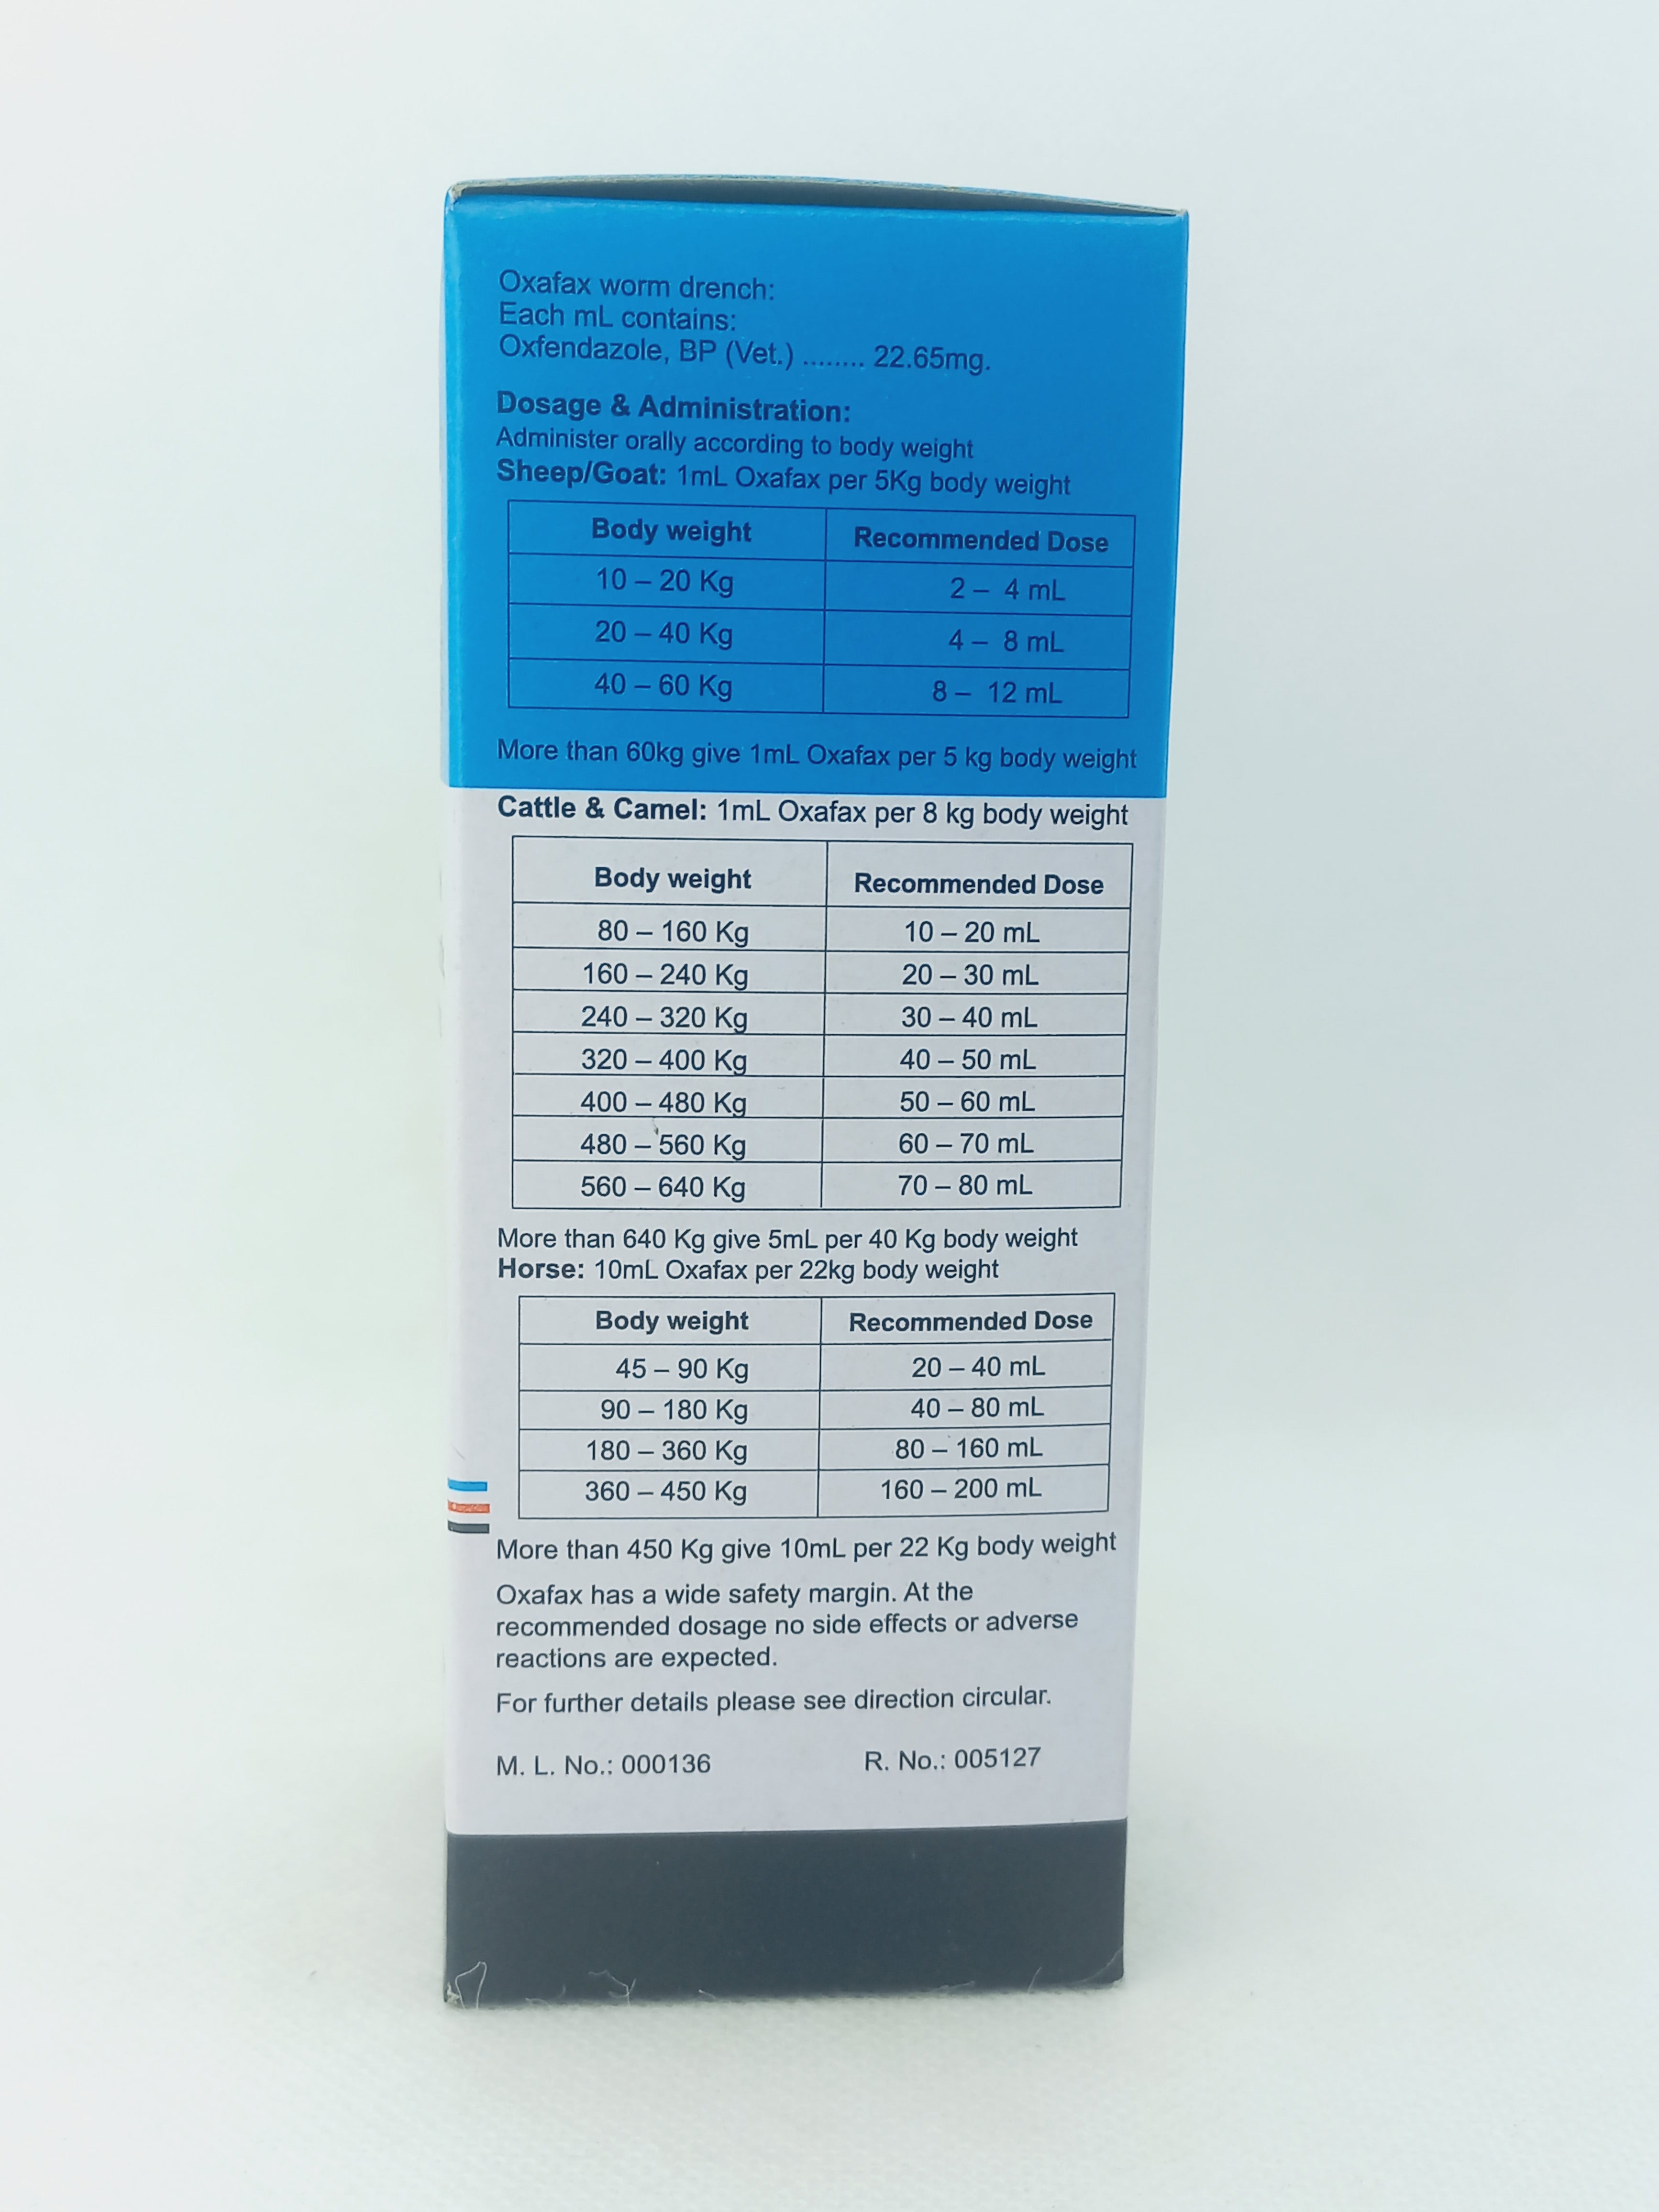 Oxafax worm drench:
Each mL contains:
Oxfendazole, BP (Vet.) ........ 22.65mg.
Dosage & Administration:
Administer orally according to body weight
Sheep/Goat: 1mL Oxafax per 5Kg body weight
Body weight Recommended Dose
10 – 20 Kg 2 – 4 mL
20 – 40 Kg 4 – 8 mL
40 – 60 Kg 8 – 12 mL
More than 60kg give 1mL Oxafax per 5 kg body weight
Cattle & Camel: 1mL Oxafax per 8 kg body weight
Body weight Recommended Dose
80 – 160 Kg 10 – 20 mL
160 – 240 Kg 20 – 30 mL
240 – 320 Kg 30 – 40 mL
320 – 400 Kg 40 – 50 mL
400 – 480 Kg 50 – 60 mL
480 – 560 Kg 60 – 70 mL
560 – 640 Kg 70 – 80 mL
More than 640 Kg give 5mL per 40 Kg body weight
Horse: 10mL Oxafax per 22kg body weight
Body weight Recommended Dose
45 – 90 Kg 20 – 40 mL
90 – 180 Kg 40 – 80 mL
180 – 360 Kg 80 – 160 mL
360 – 450 Kg 160 – 200 mL
More than 450 Kg give 10mL per 22 Kg body weight
Oxafax has a wide safety margin. At the
recommended dosage no side effects or adverse
reactions are expected.
For further details please see direction circular.
M. L. No.: 000136 R. No.: 005127